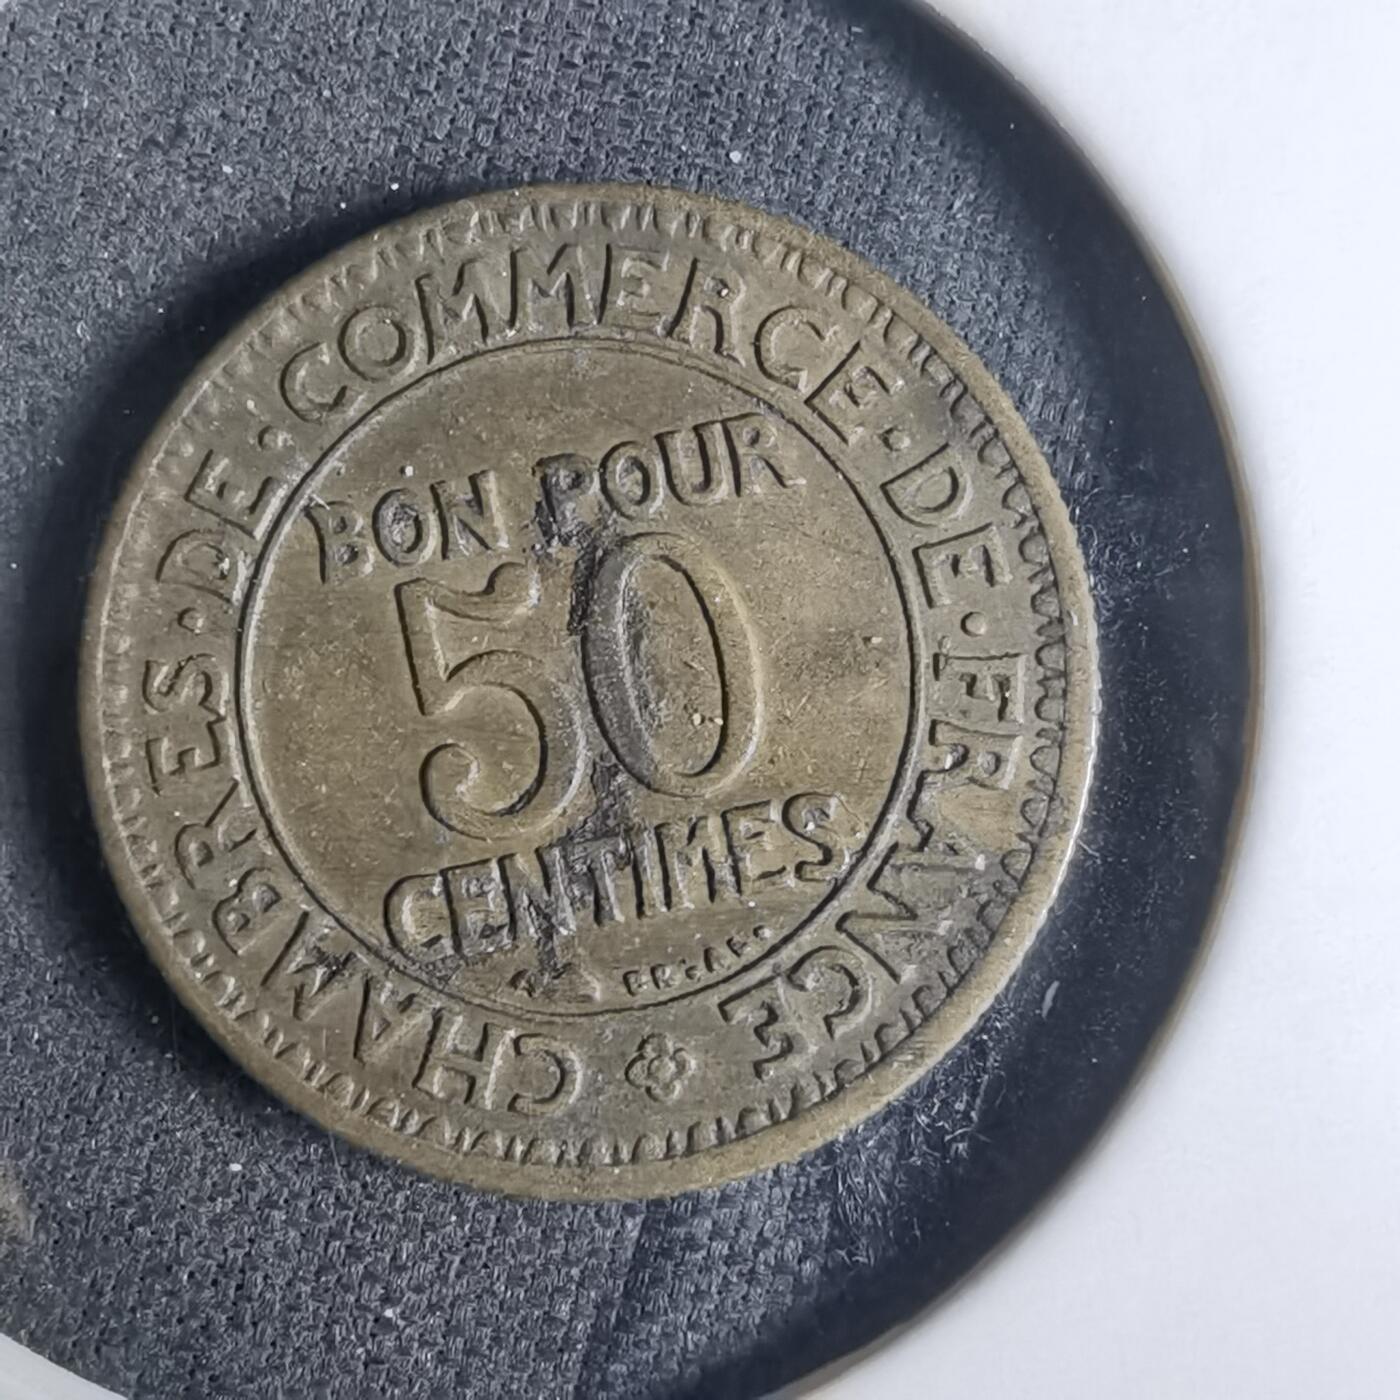 CHAMBRES·DE·COMMERCE·DE·FRANCE
BON POUR
50
CENTIMES